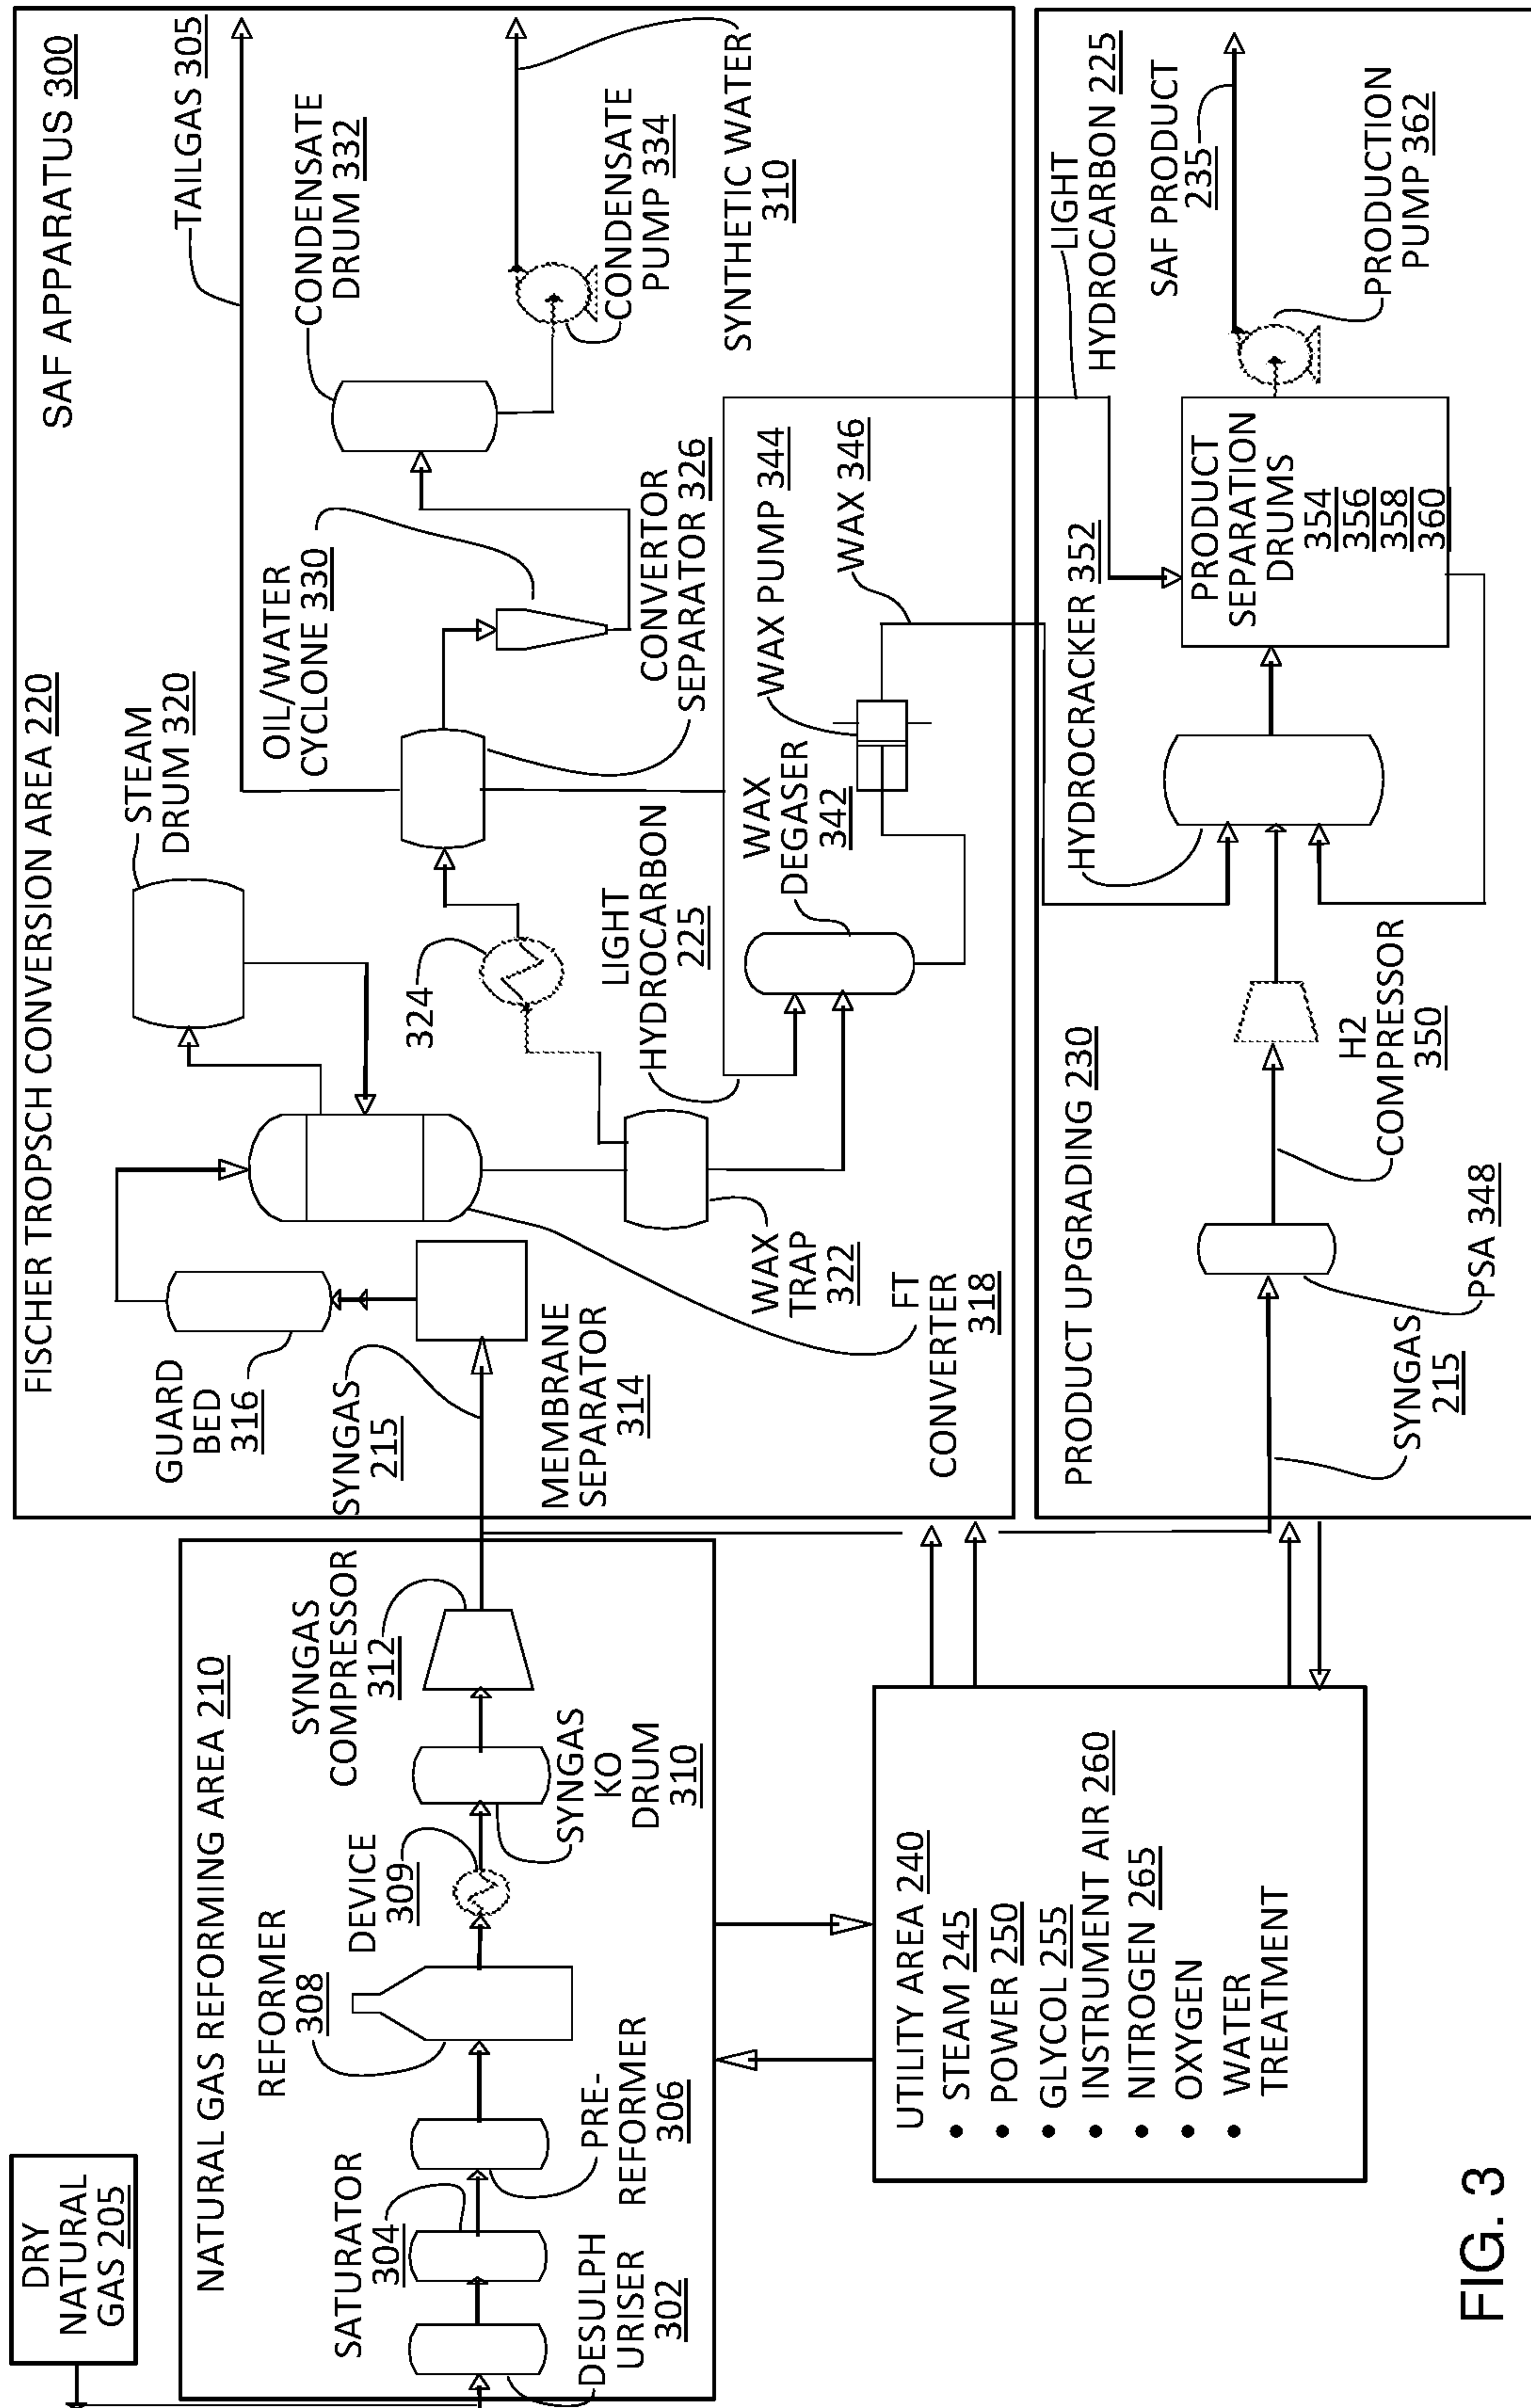 SAF APPARATUS 300
DRY
NATURAL
GAS 205
NATURAL GAS REFORMING AREA 210
DESULPH
URISER
302
SATURATOR
304
PRE-
REFORMER
306
REFORMER
308
DEVICE
309
SYNGAS
KO
DRUM
310
SYNGAS
COMPRESSOR
312
FISCHER TROPSCH CONVERSION AREA 220
GUARD
BED
316
SYNGAS
215
MEMBRANE
SEPARATOR
314
STEAM
DRUM 320
FT
CONVERTER
318
WAX
TRAP
322
324
LIGHT
HYDROCARBON
225
OIL/WATER
CYCLONE 330
CONVERTOR
SEPARATOR 326
WAX
DEGASER
342
WAX PUMP 344
WAX 346
TAILGAS 305
CONDENSATE
DRUM 332
CONDENSATE
PUMP 334
SYNTHETIC WATER
310
UTILITY AREA 240
• STEAM 245
• POWER 250
• GLYCOL 255
• INSTRUMENT AIR 260
• NITROGEN 265
• OXYGEN
• WATER
TREATMENT
PRODUCT UPGRADING 230
SYNGAS
215
PSA 348
H2
COMPRESSOR
350
HYDROCRACKER 352
PRODUCT
SEPARATION
DRUMS
354
356
358
360
LIGHT
HYDROCARBON 225
SAF PRODUCT
235
PRODUCTION
PUMP 362
FIG. 3